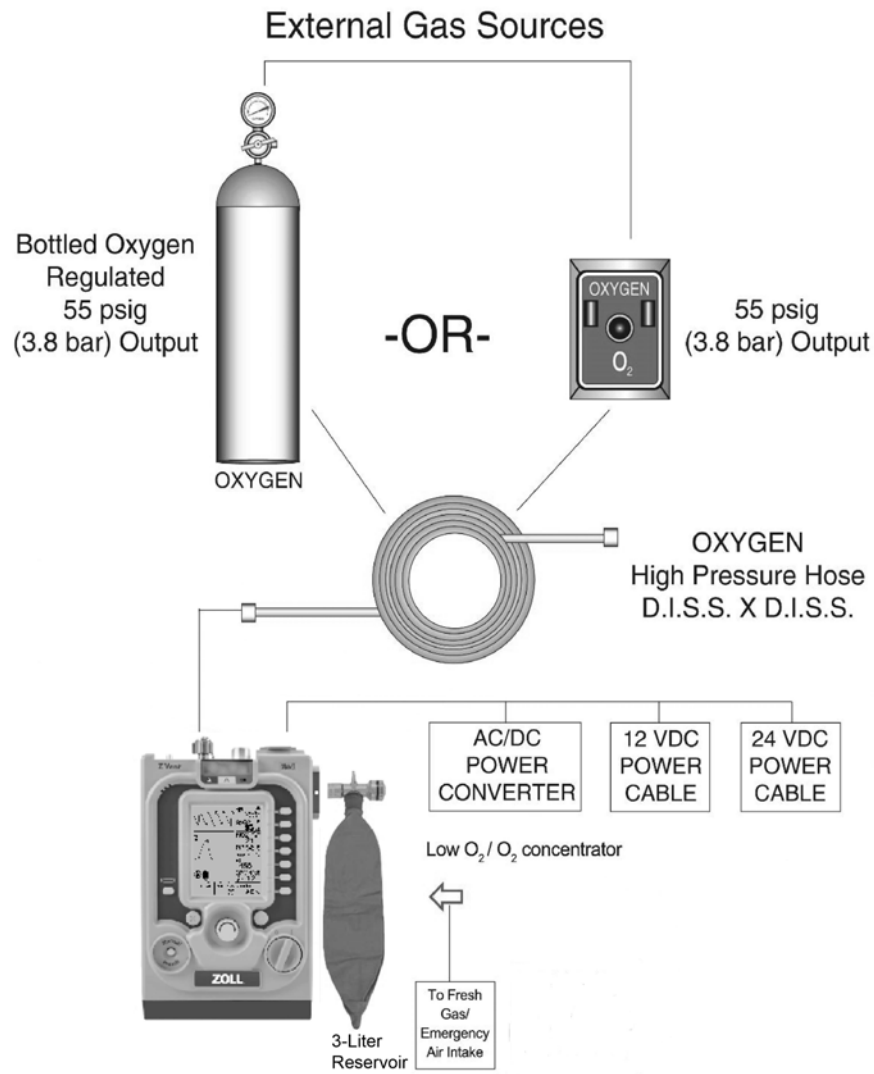 External Gas Sources
Bottled Oxygen
Regulated
55 psig
(3.8 bar) Output
-OR-
OXYGEN
O₂
55 psig
(3.8 bar) Output
OXYGEN
OXYGEN
High Pressure Hose
D.I.S.S. X D.I.S.S.
AC/DC
POWER
CONVERTER
12 VDC
POWER
CABLE
24 VDC
POWER
CABLE
Low O₂ / O₂ concentrator
ZOLL
To Fresh
Gas/
Emergency
Air Intake
3-Liter
Reservoir